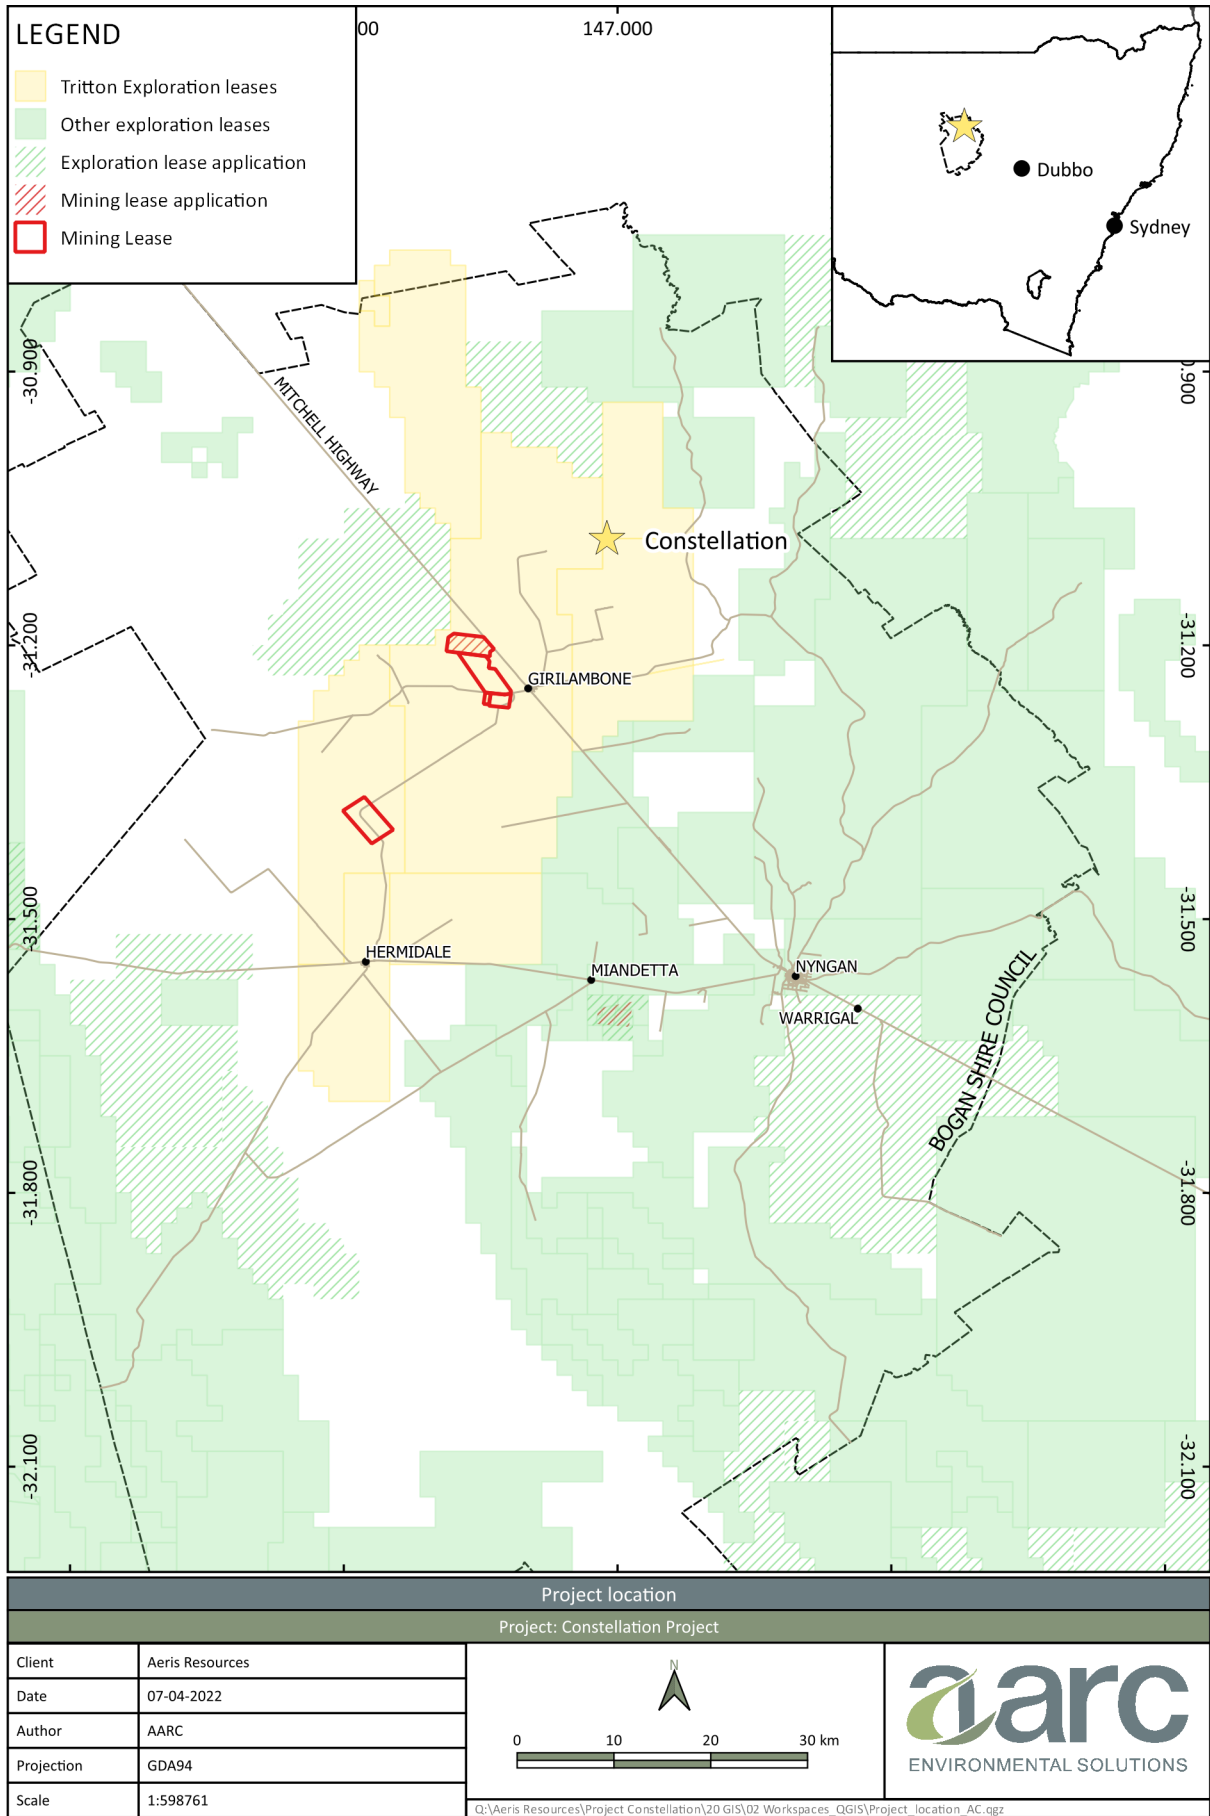 LEGEND
Tritton Exploration leases
Other exploration leases
Exploration lease application
Mining lease application
Mining Lease
00
147.000
Dubbo
Sydney
-30.900
0.900
MITCHELL HIGHWAY
Constellation
-31.200
-31.200
GIRILAMBONE
-31.500
-31.500
HERMIDALE
MIANDETTA
NYNGAN
WARRIGAL
BOGAN SHIRE COUNCIL
-31.800
-31.800
-32.100
-32.100
Project location
Project: Constellation Project
Client Aeris Resources
Date 07-04-2022
Author AARC
Projection GDA94
Scale 1:598761
N
0 10 20 30 km
Q:\Aeris Resources\Project Constellation\20 GIS\02 Workspaces_QGIS\Project_location_AC.qgz
aarc
ENVIRONMENTAL SOLUTIONS